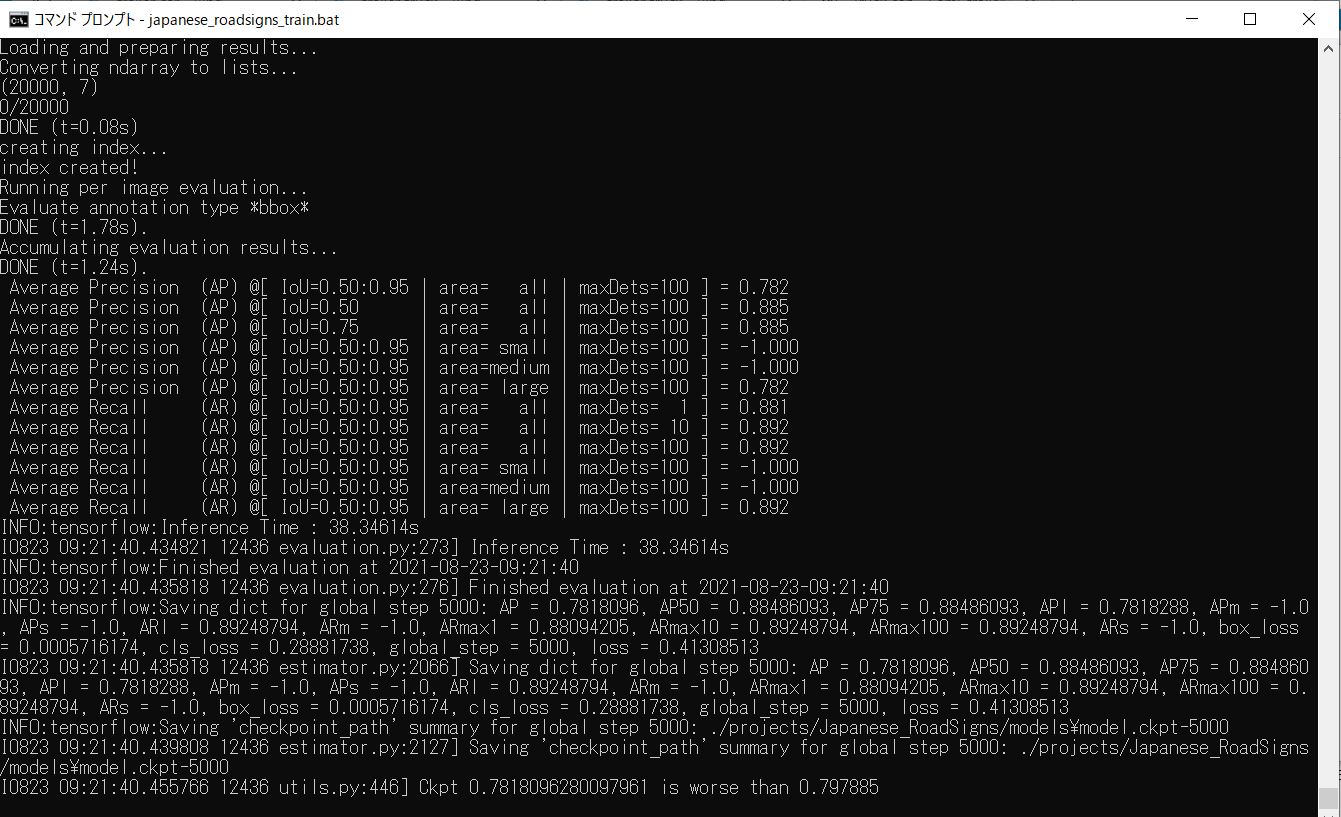 コマンド プロンプト - japanese_roadsigns_train.bat
Loading and preparing results...
Converting ndarray to lists...
(20000, 7)
0/20000
DONE (t=0.08s)
creating index...
index created!
Running per image evaluation...
Evaluate annotation type *bbox*
DONE (t=1.78s).
Accumulating evaluation results...
DONE (t=1.24s).
Average Precision  (AP) @[ IoU=0.50:0.95 | area=   all | maxDets=100 ] = 0.782
Average Precision  (AP) @[ IoU=0.50      | area=   all | maxDets=100 ] = 0.885
Average Precision  (AP) @[ IoU=0.75      | area=   all | maxDets=100 ] = 0.885
Average Precision  (AP) @[ IoU=0.50:0.95 | area= small | maxDets=100 ] = -1.000
Average Precision  (AP) @[ IoU=0.50:0.95 | area=medium | maxDets=100 ] = -1.000
Average Precision  (AP) @[ IoU=0.50:0.95 | area= large | maxDets=100 ] = 0.782
Average Recall     (AR) @[ IoU=0.50:0.95 | area=   all | maxDets=  1 ] = 0.881
Average Recall     (AR) @[ IoU=0.50:0.95 | area=   all | maxDets= 10 ] = 0.892
Average Recall     (AR) @[ IoU=0.50:0.95 | area=   all | maxDets=100 ] = 0.892
Average Recall     (AR) @[ IoU=0.50:0.95 | area= small | maxDets=100 ] = -1.000
Average Recall     (AR) @[ IoU=0.50:0.95 | area=medium | maxDets=100 ] = -1.000
Average Recall     (AR) @[ IoU=0.50:0.95 | area= large | maxDets=100 ] = 0.892
INFO:tensorflow:Inference Time : 38.34614s
I0823 09:21:40.434821 12436 evaluation.py:273] Inference Time : 38.34614s
INFO:tensorflow:Finished evaluation at 2021-08-23-09:21:40
I0823 09:21:40.435818 12436 evaluation.py:276] Finished evaluation at 2021-08-23-09:21:40
INFO:tensorflow:Saving dict for global step 5000: AP = 0.7818096, AP50 = 0.88486093, AP75 = 0.88486093, APl = 0.7818288, APm = -1.0
, APs = -1.0, ARl = 0.89248794, ARm = -1.0, ARmax1 = 0.88094205, ARmax10 = 0.89248794, ARmax100 = 0.89248794, ARs = -1.0, box_loss
= 0.0005716174, cls_loss = 0.28881738, global_step = 5000, loss = 0.41308513
I0823 09:21:40.435818 12436 estimator.py:2066] Saving dict for global step 5000: AP = 0.7818096, AP50 = 0.88486093, AP75 = 0.884860
93, APl = 0.7818288, APm = -1.0, APs = -1.0, ARl = 0.89248794, ARm = -1.0, ARmax1 = 0.88094205, ARmax10 = 0.89248794, ARmax100 = 0.
89248794, ARs = -1.0, box_loss = 0.0005716174, cls_loss = 0.28881738, global_step = 5000, loss = 0.41308513
INFO:tensorflow:Saving 'checkpoint_path' summary for global step 5000: ./projects/Japanese_RoadSigns/models¥model.ckpt-5000
I0823 09:21:40.439808 12436 estimator.py:2127] Saving 'checkpoint_path' summary for global step 5000: ./projects/Japanese_RoadSigns
/models¥model.ckpt-5000
I0823 09:21:40.455766 12436 utils.py:446] Ckpt 0.7818096280097961 is worse than 0.797885